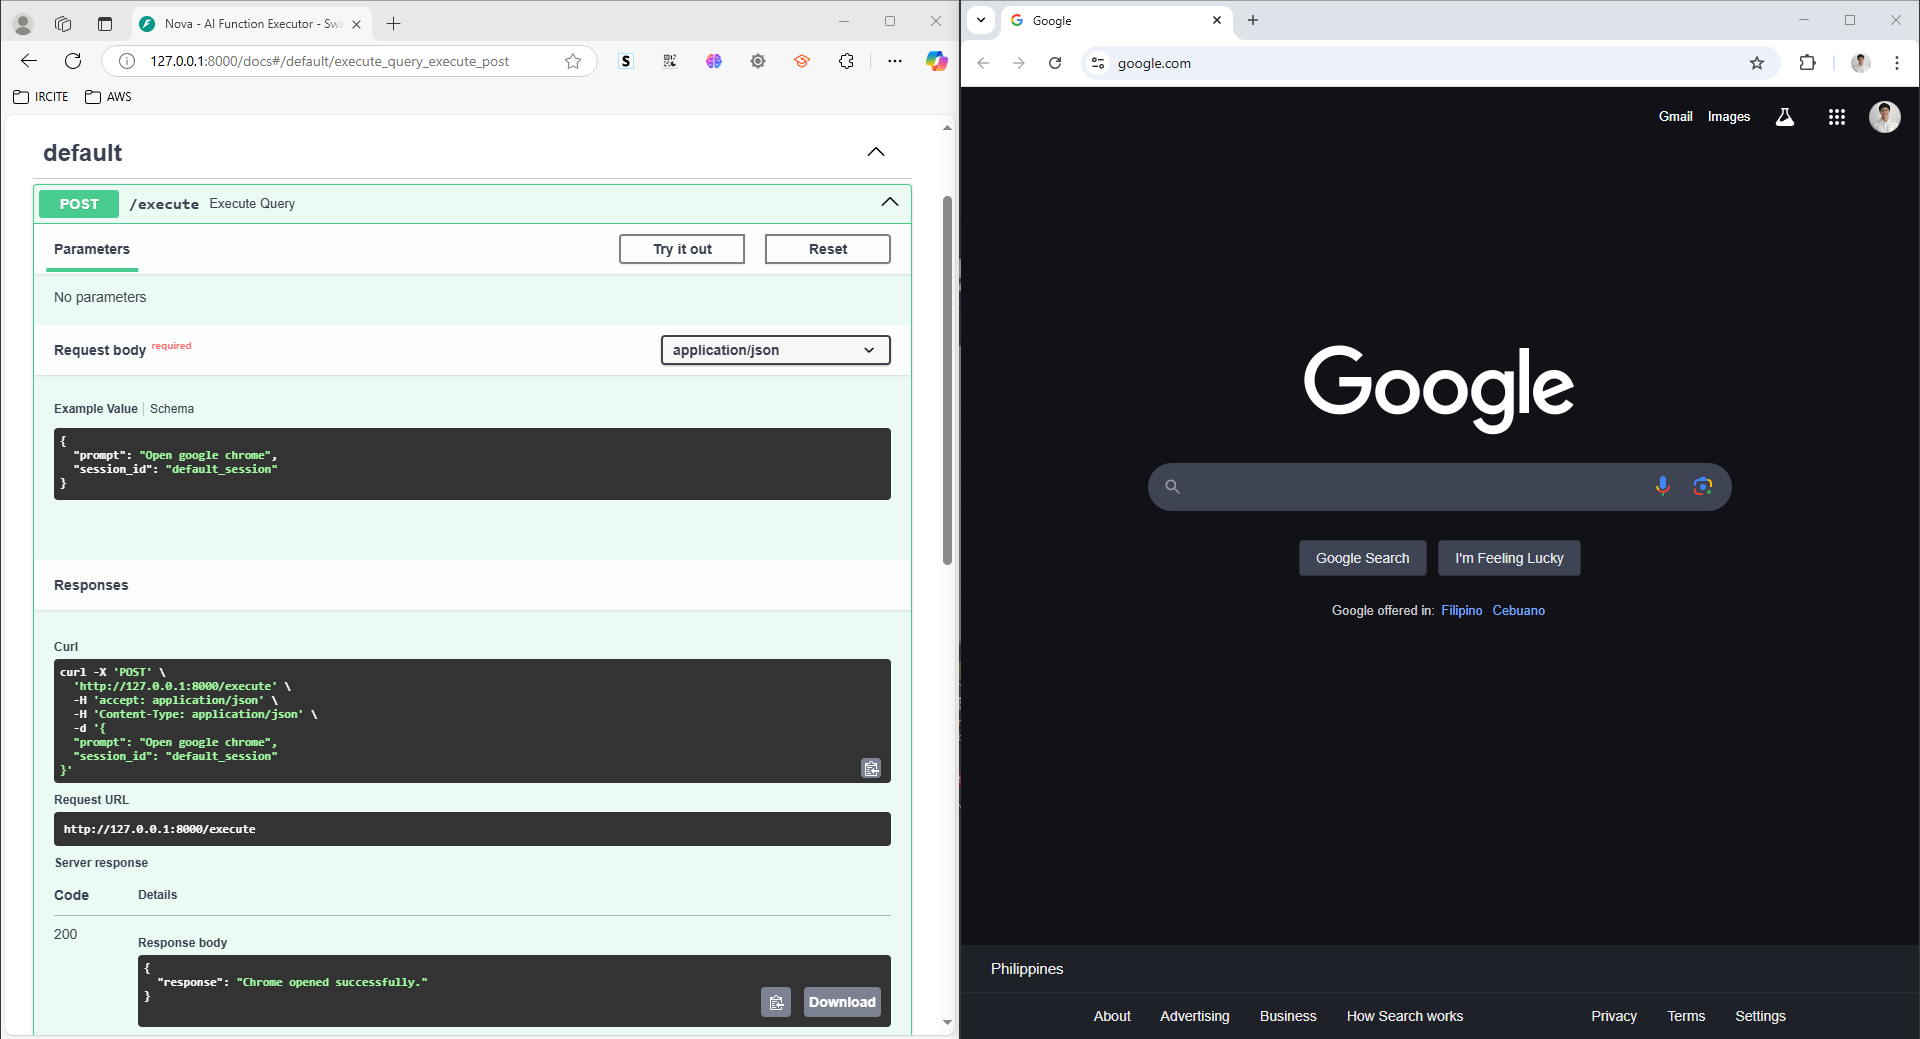 Nova - AI Function Executor - Swa
127.0.0.1:8000/docs#/default/execute_query_execute_post
S
IRCITE
AWS
default
POST
/execute
Execute Query
Parameters
Try it out
Reset
No parameters
Request body required
application/json
Example Value
Schema
{
  "prompt": "Open google chrome",
  "session_id": "default_session"
}
Responses
Curl
curl -X 'POST' \
  'http://127.0.0.1:8000/execute' \
  -H 'accept: application/json' \
  -H 'Content-Type: application/json' \
  -d '{
  "prompt": "Open google chrome",
  "session_id": "default_session"
}'
Request URL
http://127.0.0.1:8000/execute
Server response
Code
Details
200
Response body
{
  "response": "Chrome opened successfully."
}
Download
Google
google.com
Gmail
Images
Google
Google Search
I'm Feeling Lucky
Google offered in: Filipino Cebuano
Philippines
About
Advertising
Business
How Search works
Privacy
Terms
Settings